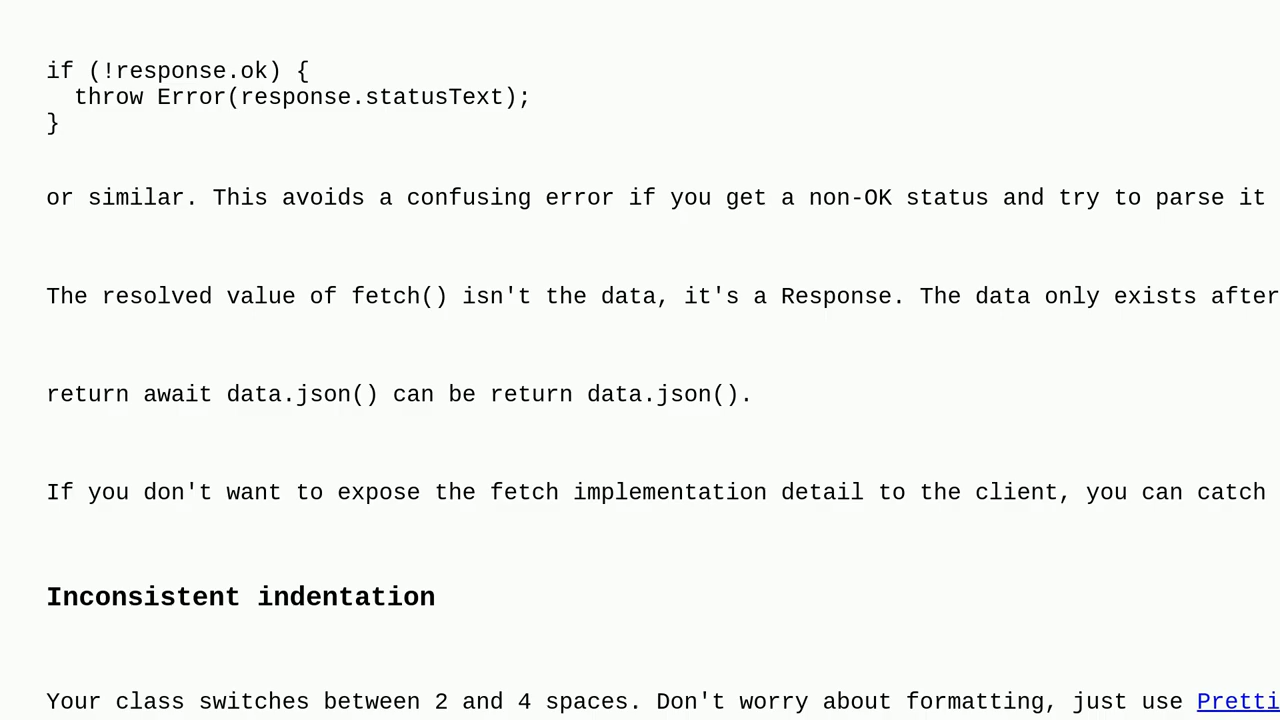 if (!response.ok) {
  throw Error(response.statusText);
}
or similar. This avoids a confusing error if you get a non-OK status and try to parse it
The resolved value of fetch() isn't the data, it's a Response. The data only exists after
return await data.json() can be return data.json().
If you don't want to expose the fetch implementation detail to the client, you can catch
Inconsistent indentation
Your class switches between 2 and 4 spaces. Don't worry about formatting, just use Pretti